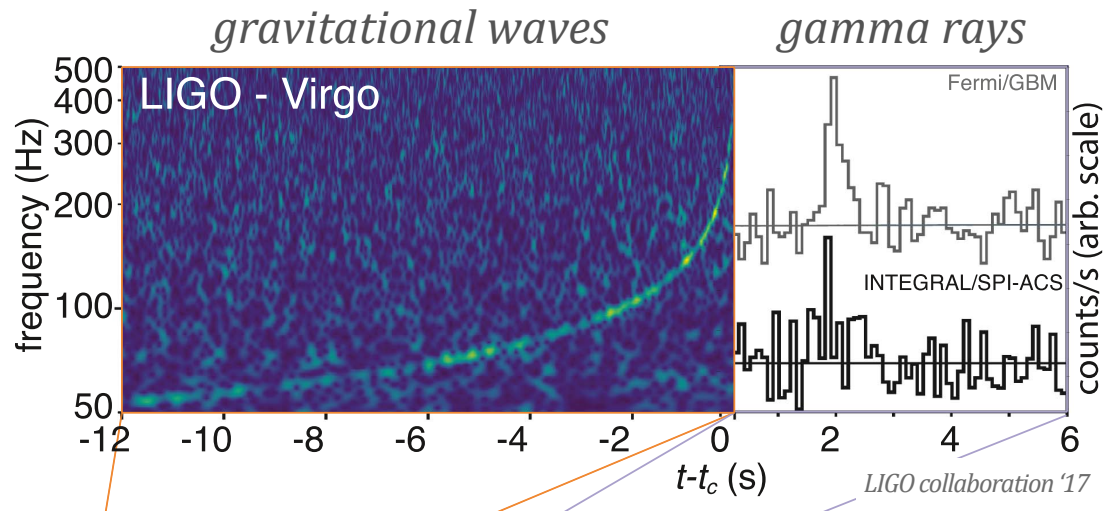 gravitational waves
gamma rays
LIGO - Virgo
Fermi/GBM
INTEGRAL/SPI-ACS
frequency (Hz)
500
400
300
200
100
50
counts/s (arb. scale)
-12 -10 -8 -6 -4 -2 0 2 4 6
t-tc (s)
LIGO collaboration '17